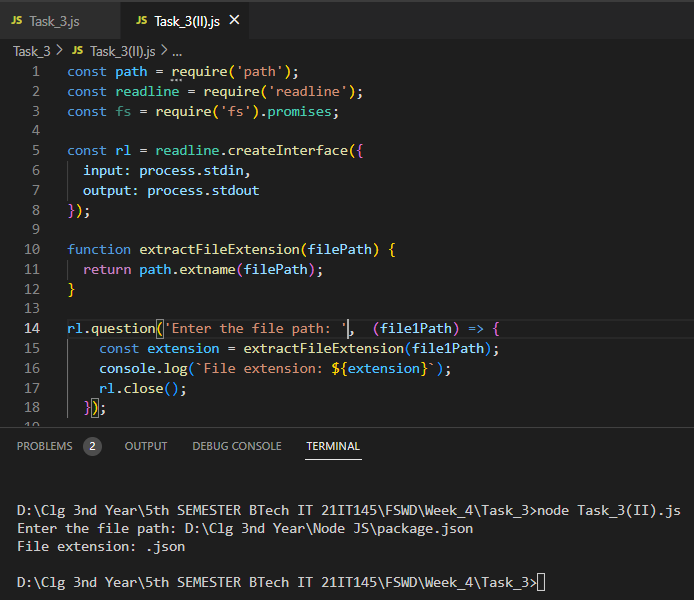 JS Task_3.js JS Task_3(II).js ×
Task_3 > JS Task_3(II).js > ...
1 const path = require('path');
2 const readline = require('readline');
3 const fs = require('fs').promises;
4
5 const rl = readline.createInterface({
6   input: process.stdin,
7   output: process.stdout
8 });
9
10 function extractFileExtension(filePath) {
11   return path.extname(filePath);
12 }
13
14 rl.question('Enter the file path: ',  (file1Path) => {
15     const extension = extractFileExtension(file1Path);
16     console.log(`File extension: ${extension}`);
17     rl.close();
18   });
19
PROBLEMS 2 OUTPUT DEBUG CONSOLE TERMINAL
D:\Clg 3nd Year\5th SEMESTER BTech IT 21IT145\FSWD\Week_4\Task_3>node Task_3(II).js
Enter the file path: D:\Clg 3nd Year\Node JS\package.json
File extension: .json
D:\Clg 3nd Year\5th SEMESTER BTech IT 21IT145\FSWD\Week_4\Task_3>